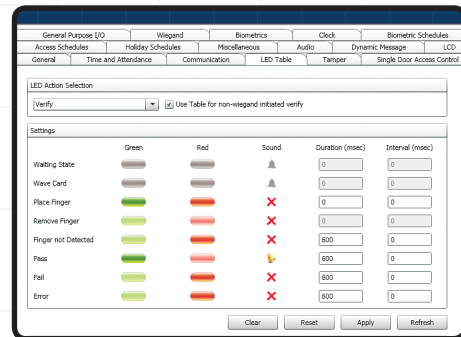 General Purpose I/O Wiegand Biometrics Clock Biometric Schedules
Access Schedules Holiday Schedules Miscellaneous Audio Dynamic Message LCD
General Time and Attendance Communication LED Table Tamper Single Door Access Control
LED Action Selection
Verify Use Table for non-wiegand initiated verify
Settings
Green Red Sound Duration (msec) Interval (msec)
Waiting State 0 0
Wave Card 0 0
Place Finger 0 0
Remove Finger 0 0
Finger not Detected 600 0
Pass 600 0
Fail 600 0
Error 600 0
Clear Reset Apply Refresh